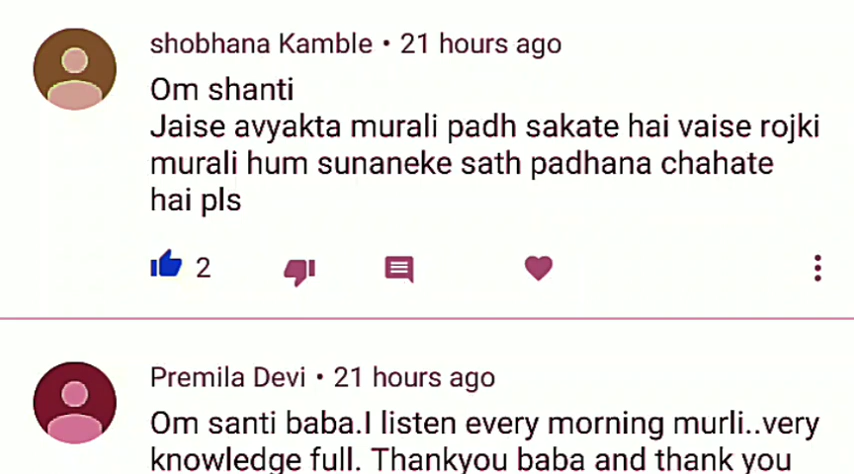 shobhana Kamble • 21 hours ago
Om shanti
Jaise avyakta murali padh sakate hai vaise rojki
murali hum sunaneke sath padhana chahate
hai pls
2
Premila Devi • 21 hours ago
Om santi baba.I listen every morning murli..very
knowledge full. Thankyou baba and thank you